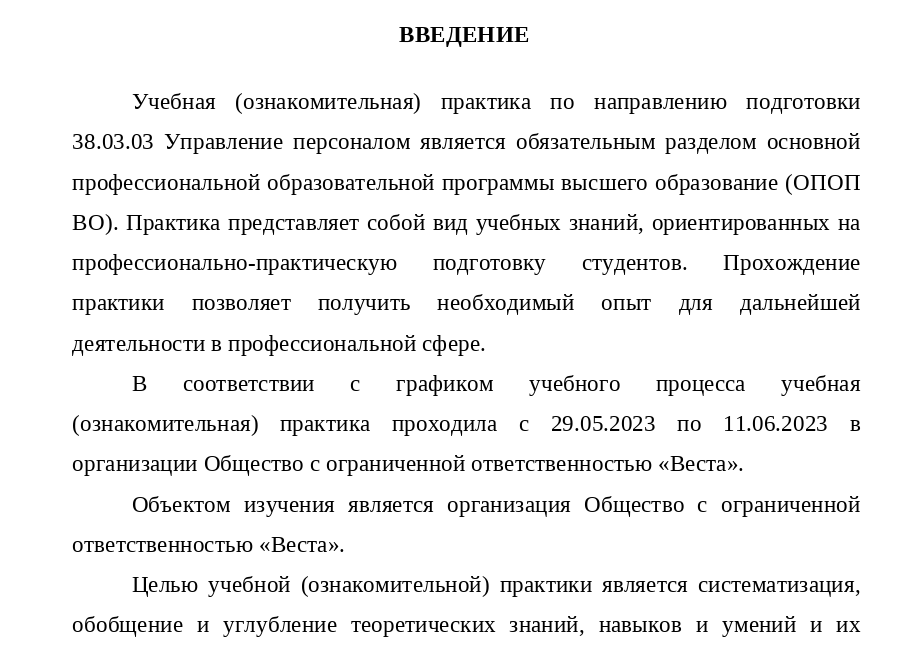 ВВЕДЕНИЕ
Учебная (ознакомительная) практика по направлению подготовки
38.03.03 Управление персоналом является обязательным разделом основной
профессиональной образовательной программы высшего образование (ОПОП
ВО). Практика представляет собой вид учебных знаний, ориентированных на
профессионально-практическую подготовку студентов. Прохождение
практики позволяет получить необходимый опыт для дальнейшей
деятельности в профессиональной сфере.
В соответствии с графиком учебного процесса учебная
(ознакомительная) практика проходила с 29.05.2023 по 11.06.2023 в
организации Общество с ограниченной ответственностью «Веста».
Объектом изучения является организация Общество с ограниченной
ответственностью «Веста».
Целью учебной (ознакомительной) практики является систематизация,
обобщение и углубление теоретических знаний, навыков и умений и их